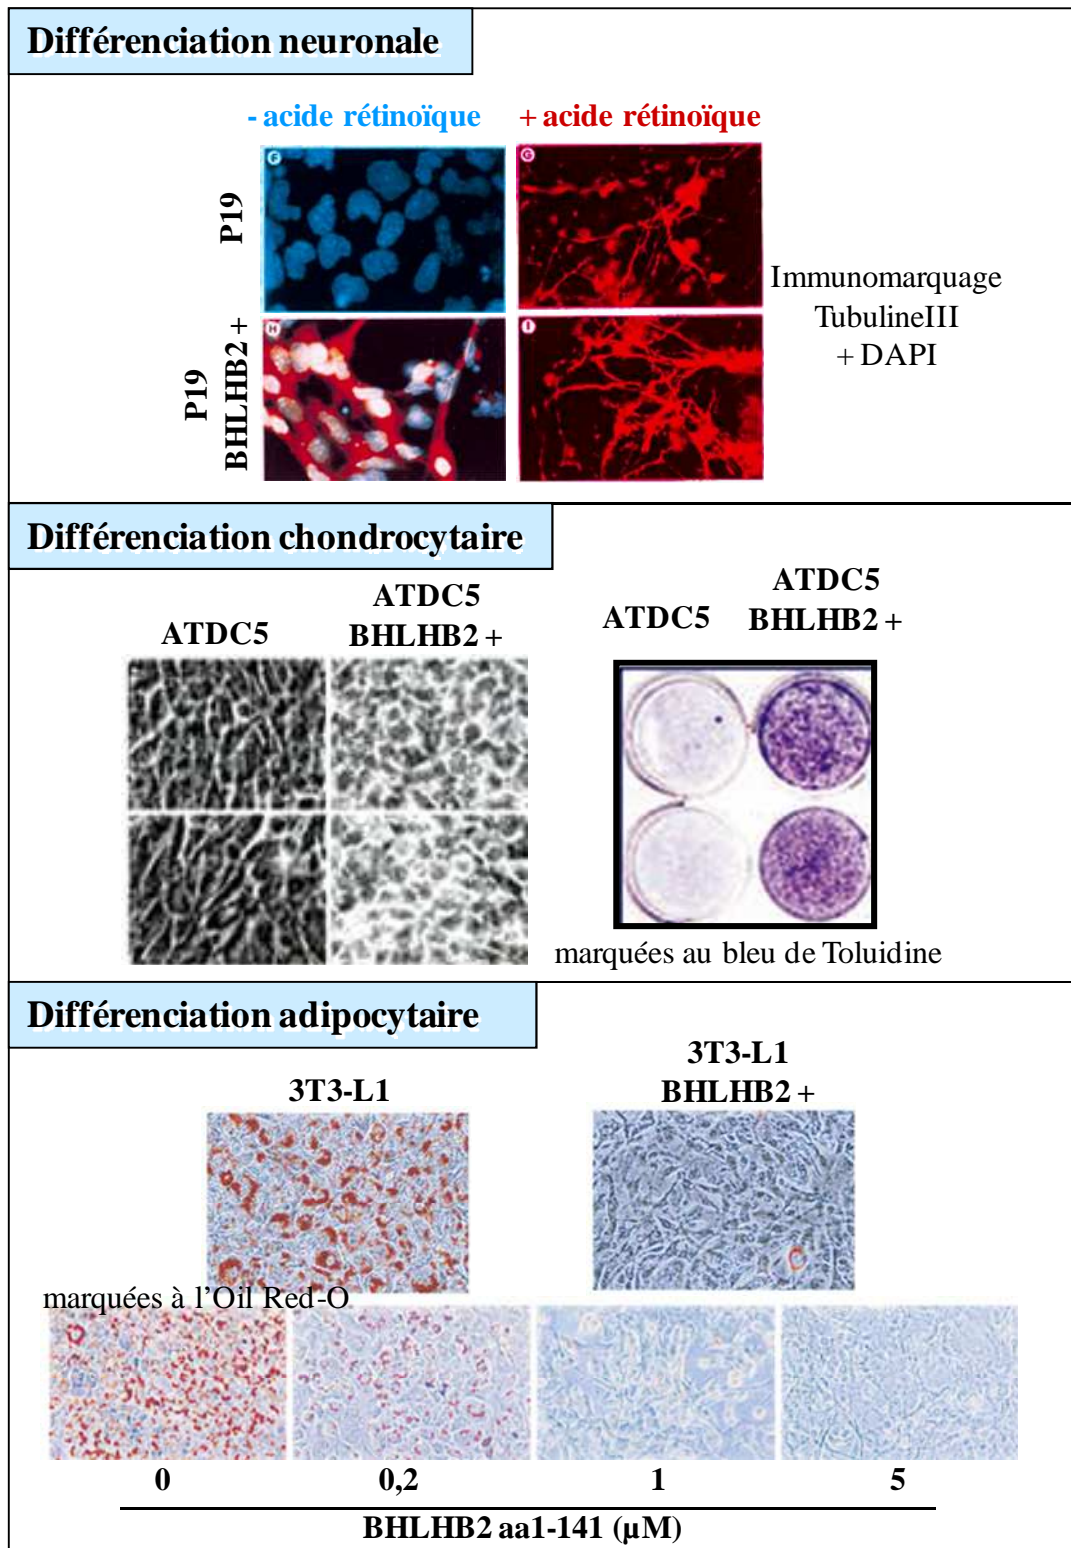 Différenciation neuronale
- acide rétinoïque
+ acide rétinoïque
P19
F
G
P19
BHLHB2 +
H
I
Immunomarquage
TubulineIII
+ DAPI
Différenciation chondrocytaire
ATDC5
ATDC5
BHLHB2 +
ATDC5
ATDC5
BHLHB2 +
marquées au bleu de Toluidine
Différenciation adipocytaire
3T3-L1
3T3-L1
BHLHB2 +
marquées à l'Oil Red-O
0
0,2
1
5
BHLHB2 aa1-141 (µM)